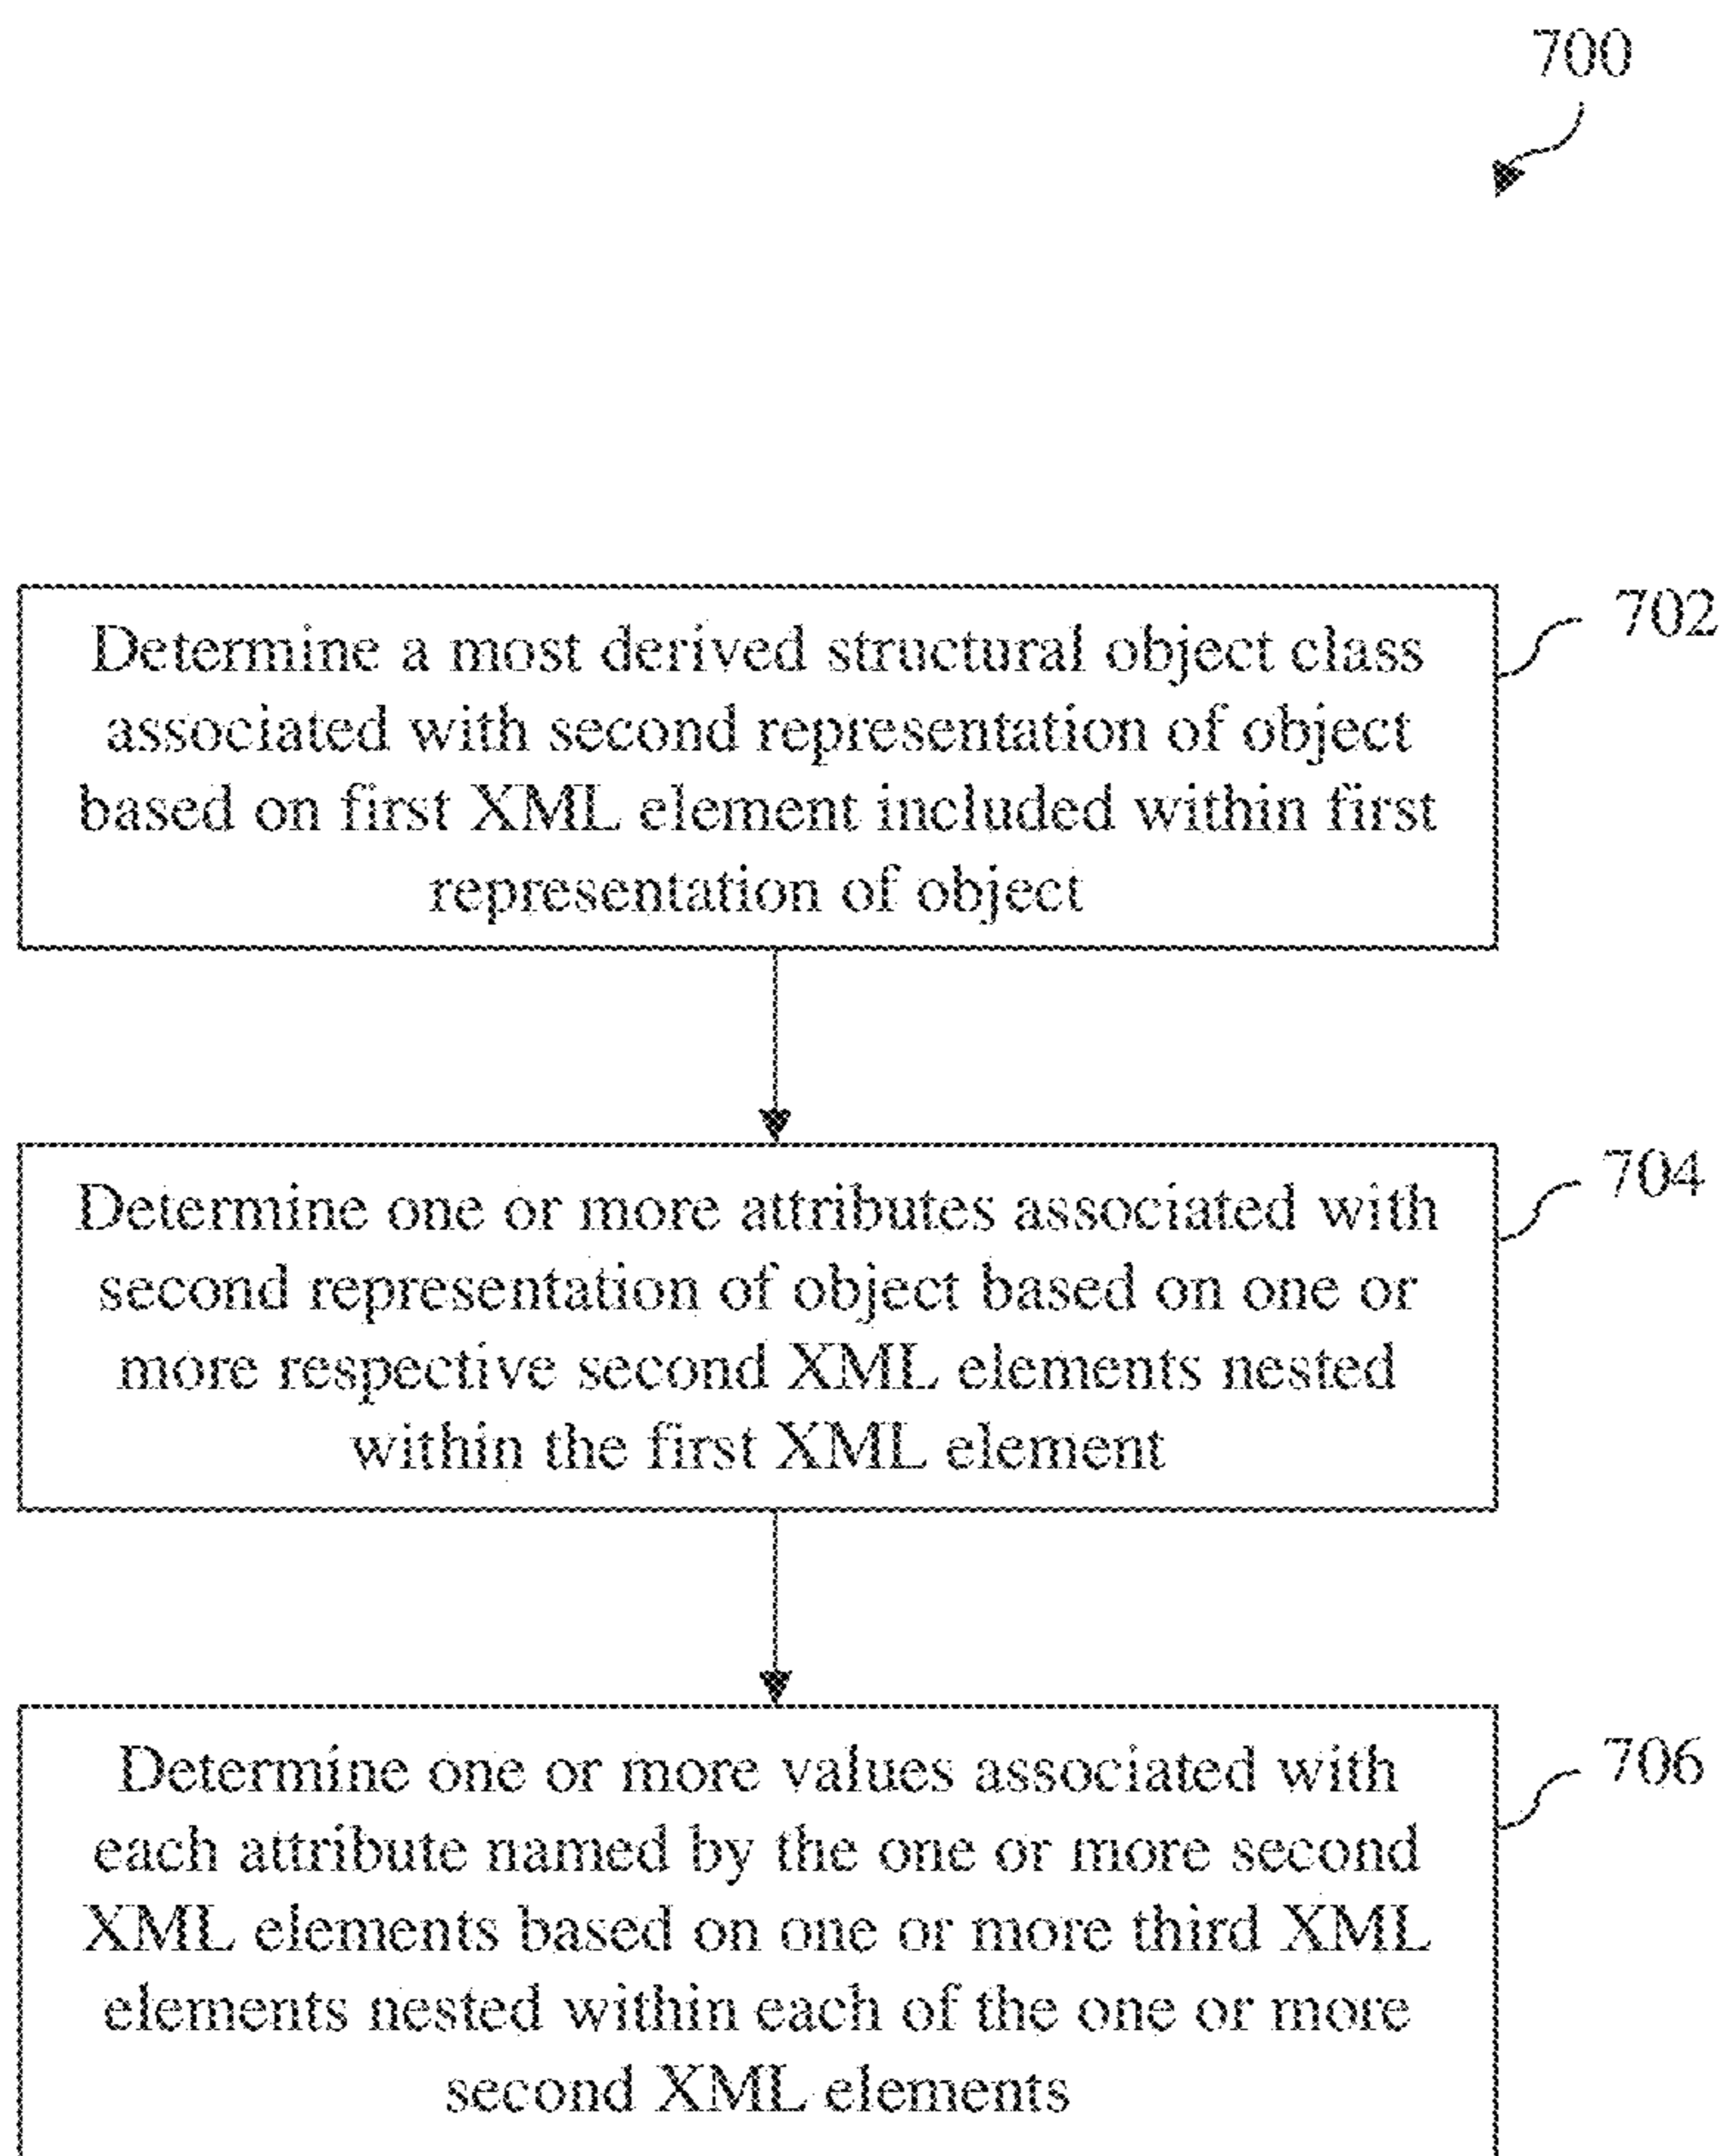 700
Determine a most derived structural object class
702
associated with second representation of object
based on first XML element included within first
representation of object
Determine one or more attributes associated with
704
second representation of object based on one or
more respective second XML elements nested
within the first XML element
Determine one or more values associated with
706
each attribute named by the one or more second
XML elements based on one or more third XML
elements nested within each of the one or more
second XML elements